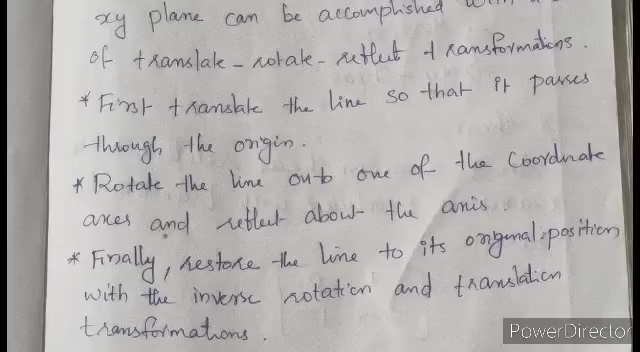 xy plane can be accomplished with a
of translate - rotate - reflect transformations.
* First translate the line so that it passes
through the origin.
* Rotate the line onto one of the coordinate
axes and reflect about the axis.
* Finally, restore the line to its original position
with the inverse rotation and translation
transformations.
PowerDirector